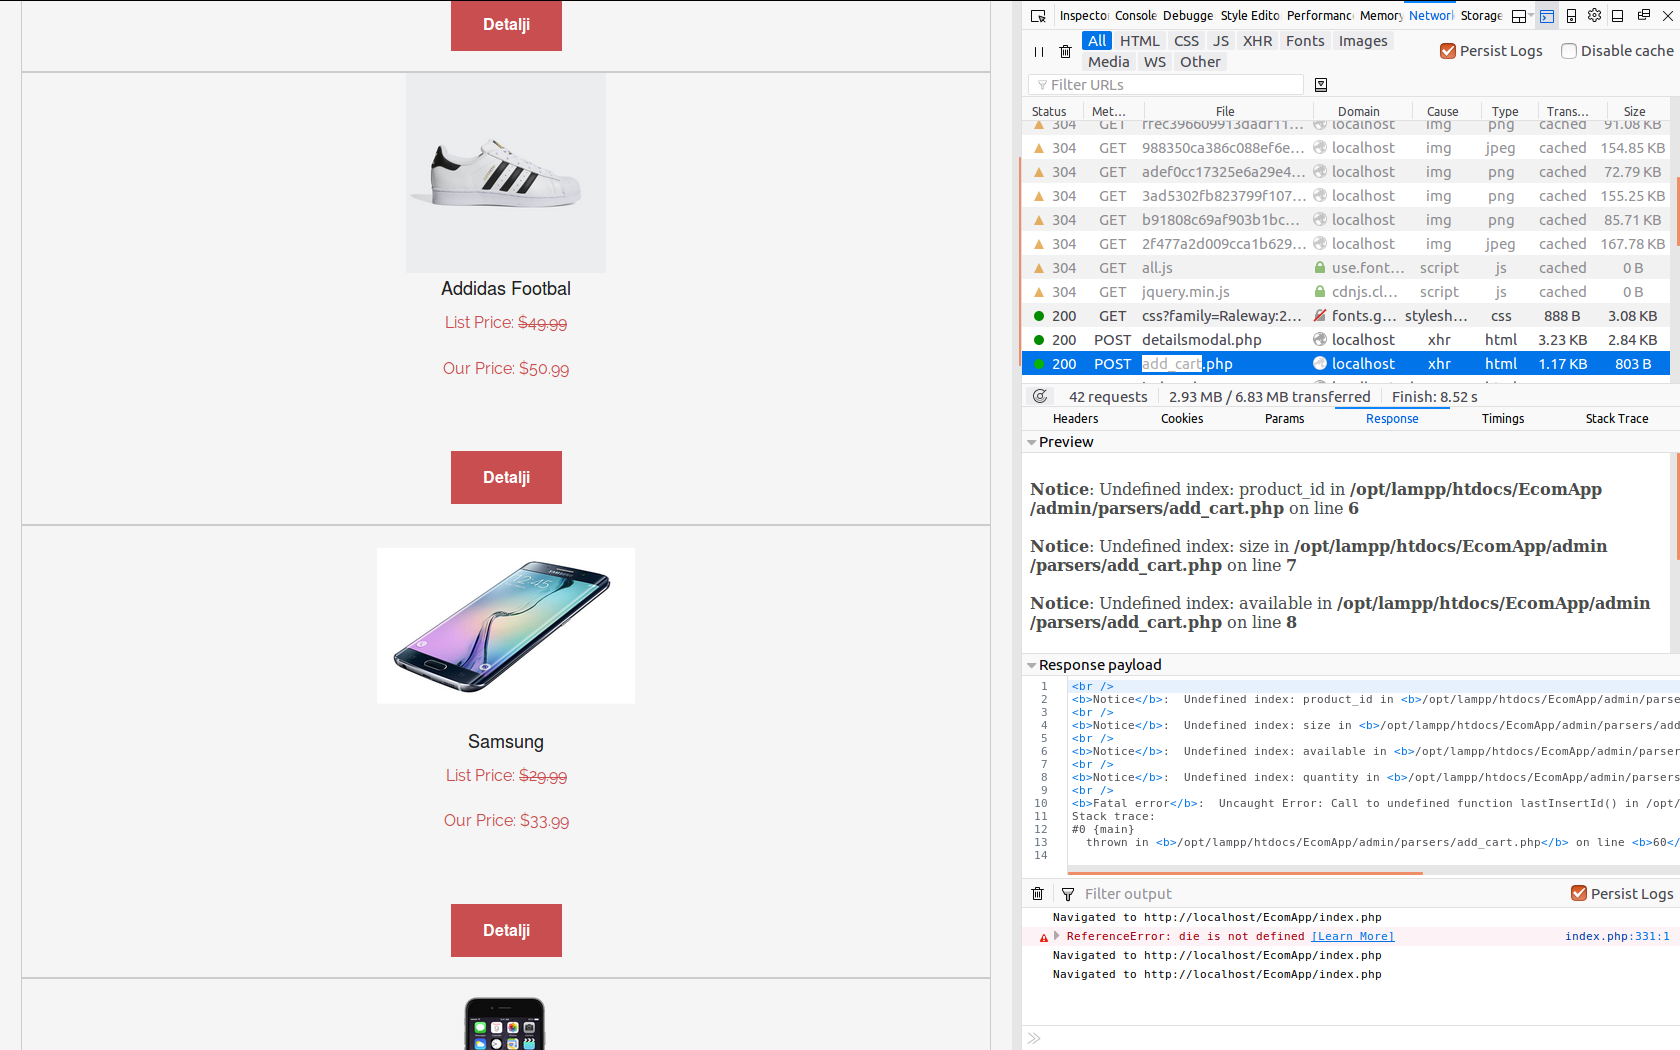 Detalji
Addidas Footbal
List Price: $49.99
Our Price: $50.99
Detalji
12:45
Samsung
List Price: $29.99
Our Price: $33.99
Detalji
Inspector Console Debugge Style Edito Performanc Memory Network Storage
All HTML CSS JS XHR Fonts Images
Media WS Other
Persist Logs Disable cache
Filter URLs
Status Met… File Domain Cause Type Trans… Size
304 GET rrec396609913dadf11… localhost img png cached 91.08 KB
304 GET 988350ca386c088ef6e… localhost img jpeg cached 154.85 KB
304 GET adef0cc17325e6a29e4… localhost img png cached 72.79 KB
304 GET 3ad5302fb823799f107… localhost img png cached 155.25 KB
304 GET b91808c69af903b1bc… localhost img png cached 85.71 KB
304 GET 2f477a2d009cca1b629… localhost img jpeg cached 167.78 KB
304 GET all.js use.font… script js cached 0 B
304 GET jquery.min.js cdnjs.cl… script js cached 0 B
200 GET css?family=Raleway:2… fonts.g… stylesh… css 888 B 3.08 KB
200 POST detailsmodal.php localhost xhr html 3.23 KB 2.84 KB
200 POST add_cart.php localhost xhr html 1.17 KB 803 B
42 requests 2.93 MB / 6.83 MB transferred Finish: 8.52 s
Headers Cookies Params Response Timings Stack Trace
Preview
Notice: Undefined index: product_id in /opt/lampp/htdocs/EcomApp
/admin/parsers/add_cart.php on line 6
Notice: Undefined index: size in /opt/lampp/htdocs/EcomApp/admin
/parsers/add_cart.php on line 7
Notice: Undefined index: available in /opt/lampp/htdocs/EcomApp/admin
/parsers/add_cart.php on line 8
Response payload
1 <br />
2 <b>Notice</b>:  Undefined index: product_id in <b>/opt/lampp/htdocs/EcomApp/admin/parse
3 <br />
4 <b>Notice</b>:  Undefined index: size in <b>/opt/lampp/htdocs/EcomApp/admin/parsers/add
5 <br />
6 <b>Notice</b>:  Undefined index: available in <b>/opt/lampp/htdocs/EcomApp/admin/parser
7 <br />
8 <b>Notice</b>:  Undefined index: quantity in <b>/opt/lampp/htdocs/EcomApp/admin/parsers
9 <br />
10 <b>Fatal error</b>:  Uncaught Error: Call to undefined function lastInsertId() in /opt/
11 Stack trace:
12 #0 {main}
13   thrown in <b>/opt/lampp/htdocs/EcomApp/admin/parsers/add_cart.php</b> on line <b>60</
14
Filter output Persist Logs
Navigated to http://localhost/EcomApp/index.php
ReferenceError: die is not defined [Learn More] index.php:331:1
Navigated to http://localhost/EcomApp/index.php
Navigated to http://localhost/EcomApp/index.php